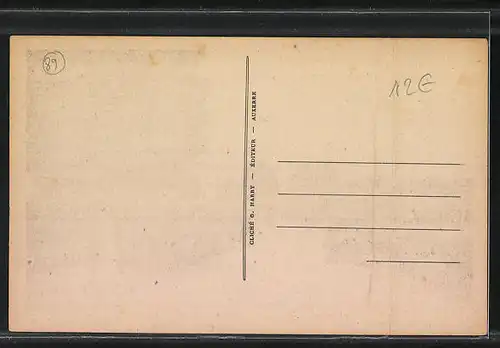 89
12€
CLICHÉ G. HARRY — ÉDITEUR — AUXERRE